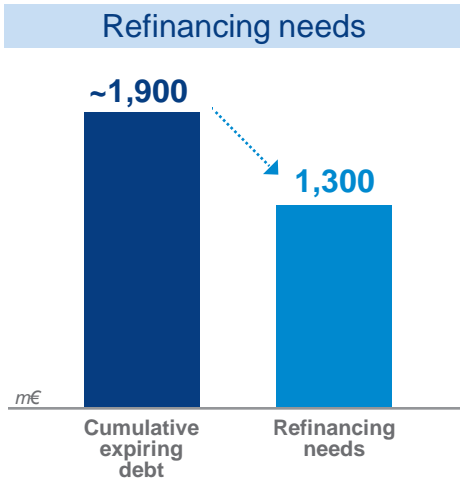 Refinancing needs
~1,900
1,300
m€
Cumulative
expiring
debt
Refinancing
needs